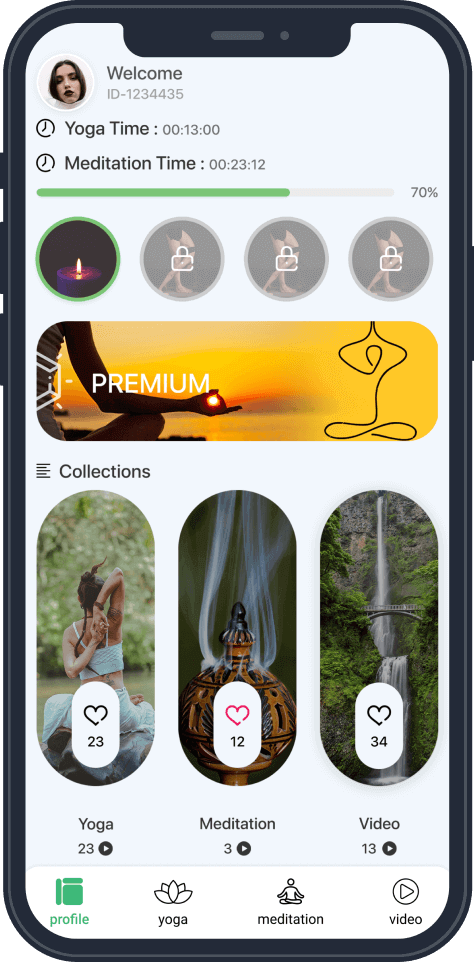 Welcome
ID-1234435
Yoga Time : 00:13:00
Meditation Time : 00:23:12
70%
PREMIUM
Collections
23
12
34
Yoga
Meditation
Video
23
3
13
profile
yoga
meditation
video